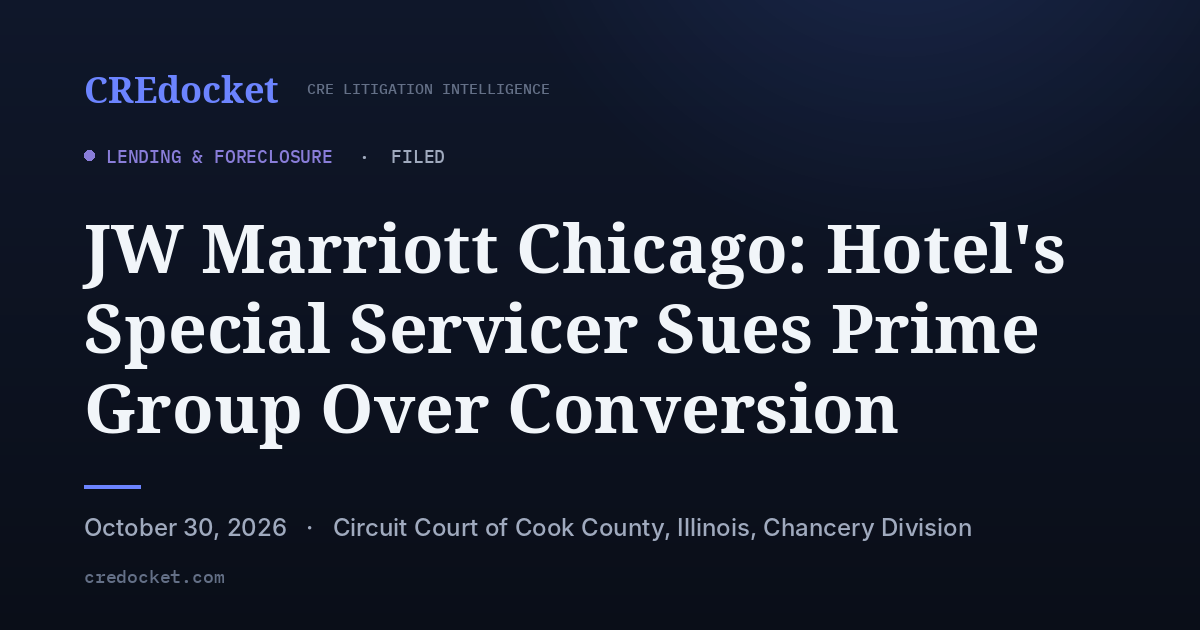 CREdocket CRE LITIGATION INTELLIGENCE
LENDING & FORECLOSURE · FILED
JW Marriott Chicago: Hotel's
Special Servicer Sues Prime
Group Over Conversion
October 30, 2026 · Circuit Court of Cook County, Illinois, Chancery Division
credocket.com